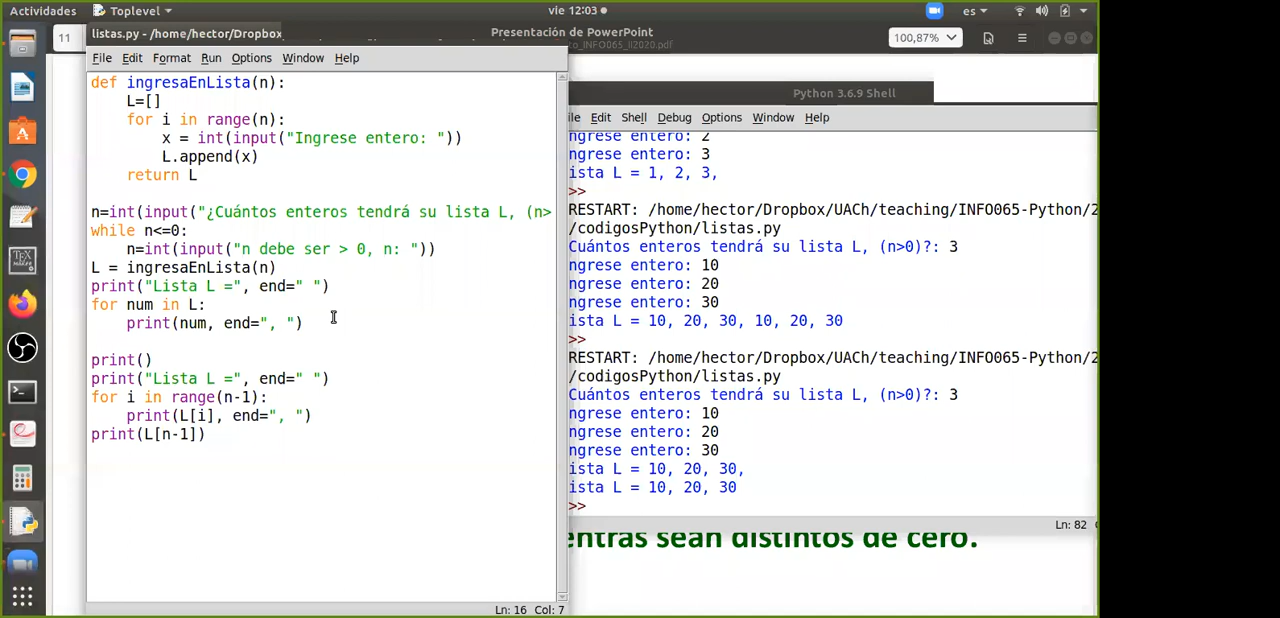 Actividades
Toplevel
vie 12:03
es
listas.py - /home/hector/Dropbox
Presentación de PowerPoint
_INFO065_II2020.pdf
11
100,87%
File Edit Format Run Options Window Help
def ingresaEnLista(n):
L=[]
for i in range(n):
x = int(input("Ingrese entero: "))
L.append(x)
return L
n=int(input("¿Cuántos enteros tendrá su lista L, (n>
while n<=0:
n=int(input("n debe ser > 0, n: "))
L = ingresaEnLista(n)
print("Lista L =", end=" ")
for num in L:
print(num, end=", ")
print()
print("Lista L =", end=" ")
for i in range(n-1):
print(L[i], end=", ")
print(L[n-1])
Ln: 16 Col: 7
Python 3.6.9 Shell
ile Edit Shell Debug Options Window Help
ngrese entero: 2
ngrese entero: 3
ista L = 1, 2, 3,
>>
RESTART: /home/hector/Dropbox/UACh/teaching/INFO065-Python/2
/codigosPython/listas.py
Cuántos enteros tendrá su lista L, (n>0)?: 3
ngrese entero: 10
ngrese entero: 20
ngrese entero: 30
ista L = 10, 20, 30, 10, 20, 30
>>
RESTART: /home/hector/Dropbox/UACh/teaching/INFO065-Python/2
/codigosPython/listas.py
Cuántos enteros tendrá su lista L, (n>0)?: 3
ngrese entero: 10
ngrese entero: 20
ngrese entero: 30
ista L = 10, 20, 30,
ista L = 10, 20, 30
>>
Ln: 82
entras sean distintos de cero.